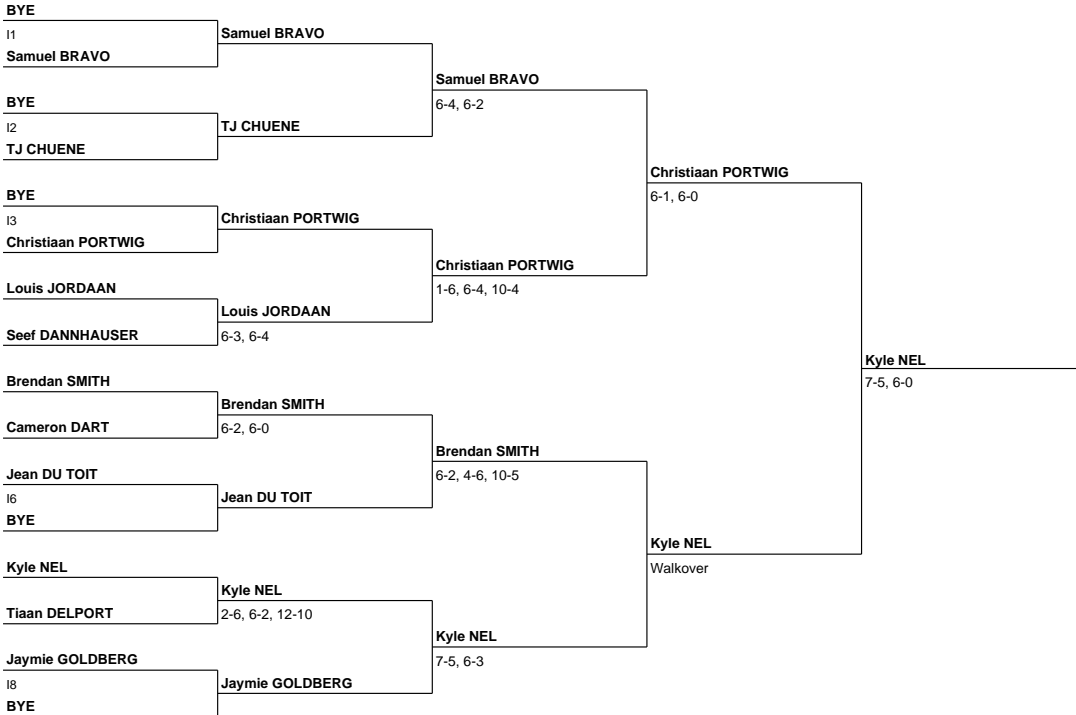 BYE
I1
Samuel BRAVO
BYE
I2
TJ CHUENE
BYE
I3
Christiaan PORTWIG
Louis JORDAAN
Seef DANNHAUSER
Brendan SMITH
Cameron DART
Jean DU TOIT
I6
BYE
Kyle NEL
Tiaan DELPORT
Jaymie GOLDBERG
I8
BYE
Samuel BRAVO
TJ CHUENE
Christiaan PORTWIG
Louis JORDAAN
6-3, 6-4
Brendan SMITH
6-2, 6-0
Jean DU TOIT
Kyle NEL
2-6, 6-2, 12-10
Jaymie GOLDBERG
Samuel BRAVO
6-4, 6-2
Christiaan PORTWIG
1-6, 6-4, 10-4
Brendan SMITH
6-2, 4-6, 10-5
Kyle NEL
7-5, 6-3
Christiaan PORTWIG
6-1, 6-0
Kyle NEL
Walkover
Kyle NEL
7-5, 6-0